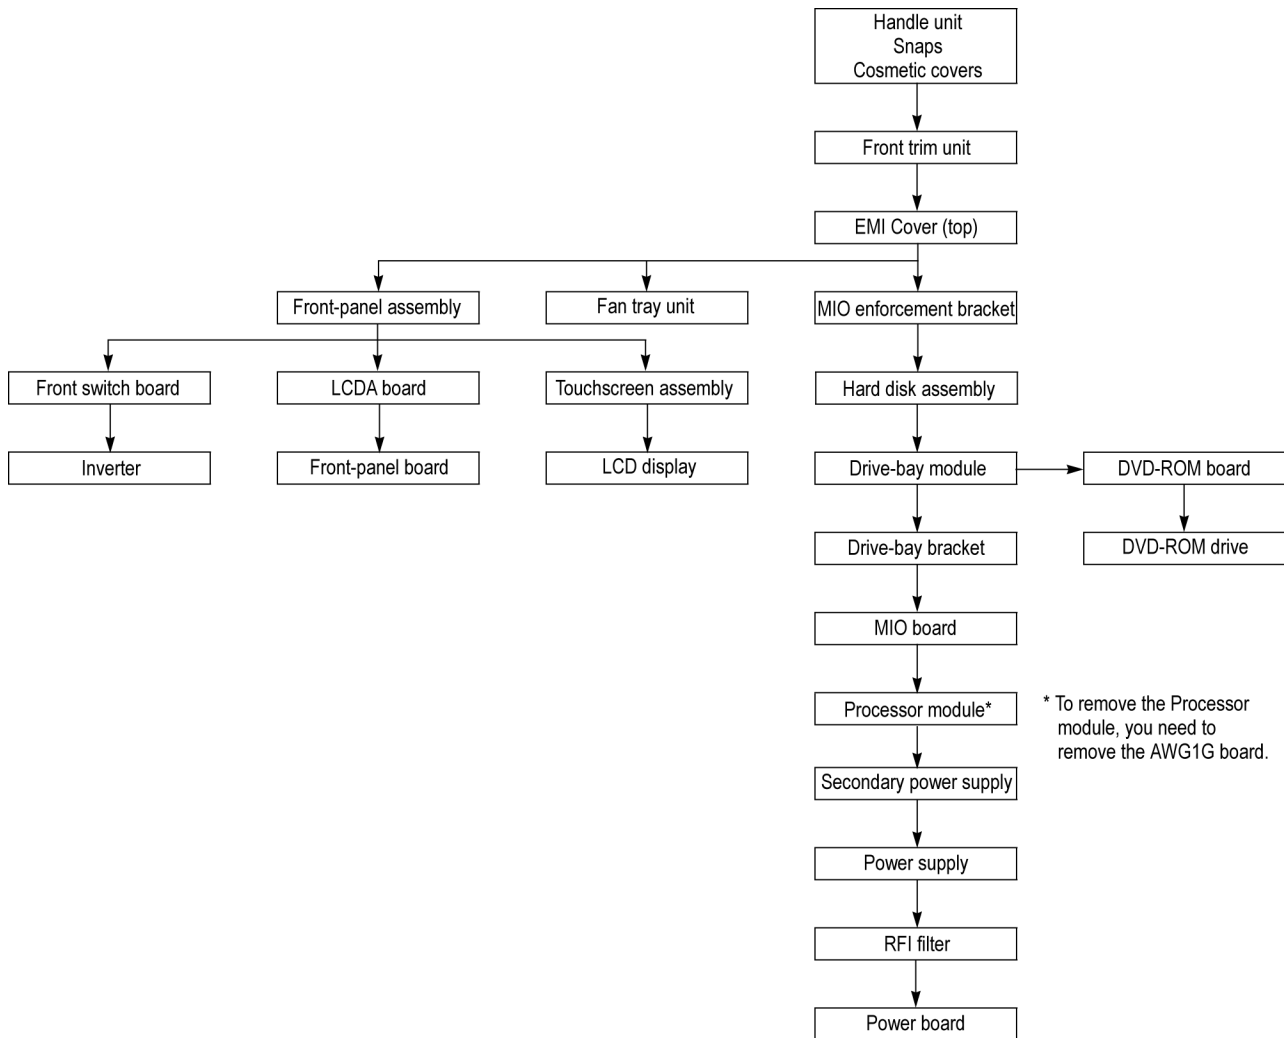 Handle unit
Snaps
Cosmetic covers
Front trim unit
EMI Cover (top)
Front-panel assembly
Fan tray unit
MIO enforcement bracket
Front switch board
LCDA board
Touchscreen assembly
Hard disk assembly
Inverter
Front-panel board
LCD display
Drive-bay module
DVD-ROM board
Drive-bay bracket
DVD-ROM drive
MIO board
Processor module*
* To remove the Processor
module, you need to
remove the AWG1G board.
Secondary power supply
Power supply
RFI filter
Power board